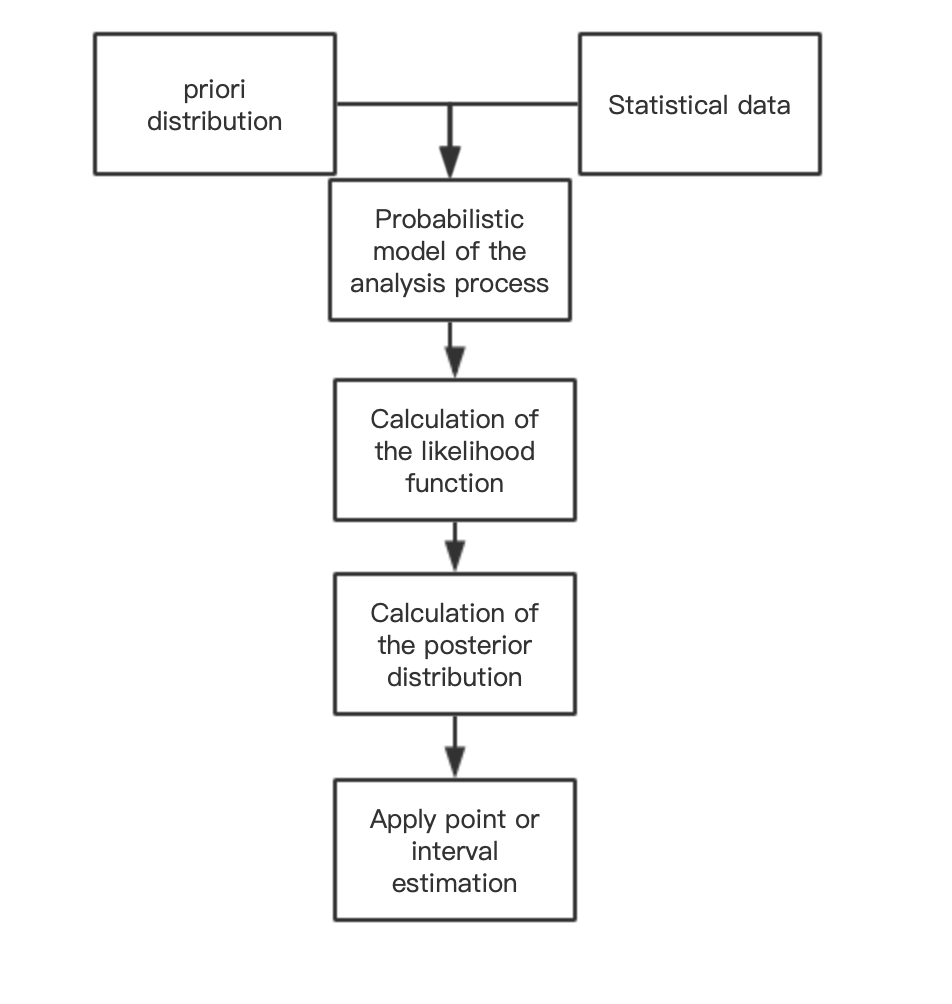 priori
distribution
Statistical data
Probabilistic
model of the
analysis process
Calculation of
the likelihood
function
Calculation of
the posterior
distribution
Apply point or
interval
estimation